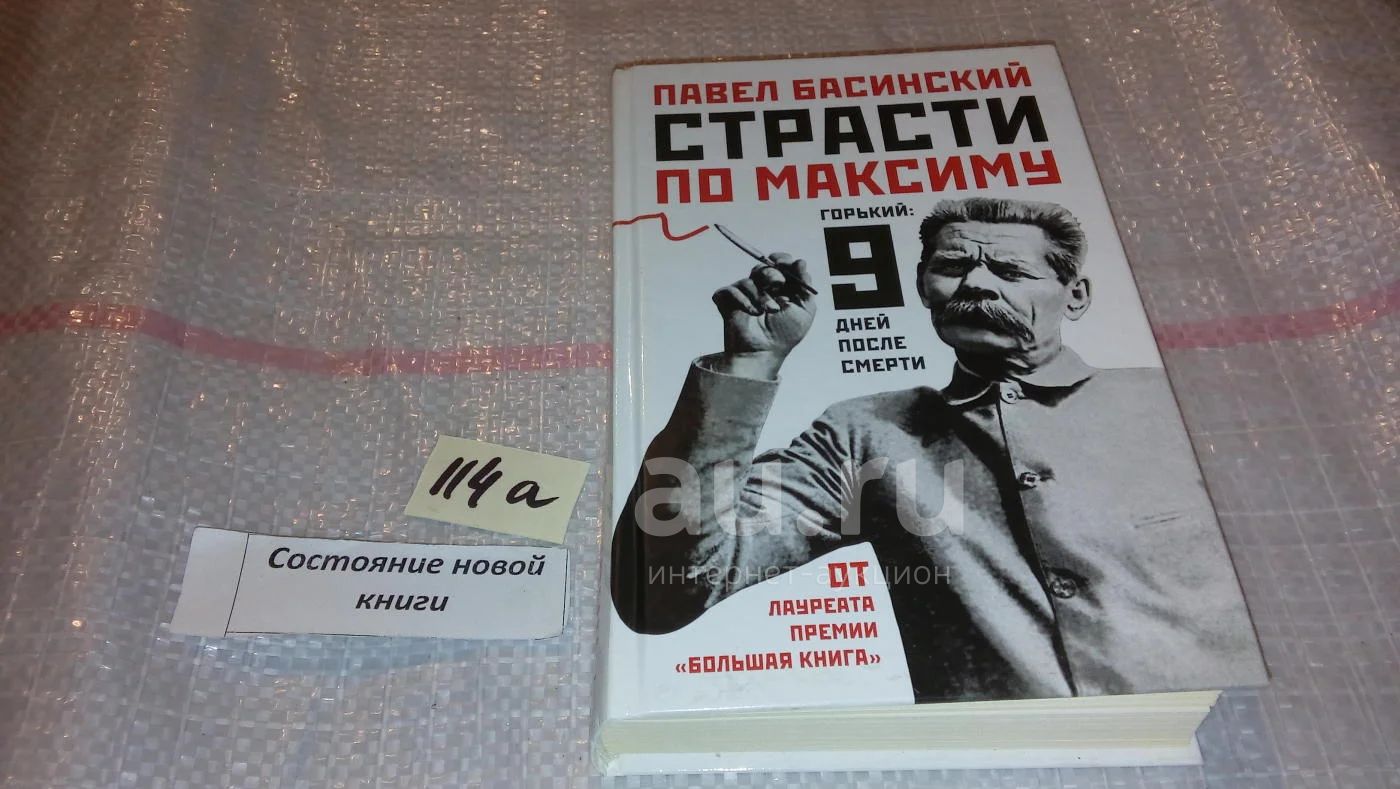 ПАВЕЛ БАСИНСКИЙ
СТРАСТИ
ПО МАКСИМУ
ГОРЬКИЙ:
9
ДНЕЙ
ПОСЛЕ
СМЕРТИ
ОТ
ЛАУРЕАТА
ПРЕМИИ
«БОЛЬШАЯ КНИГА»
114а
Состояние новой
книги
au.ru
интернет-аукцион